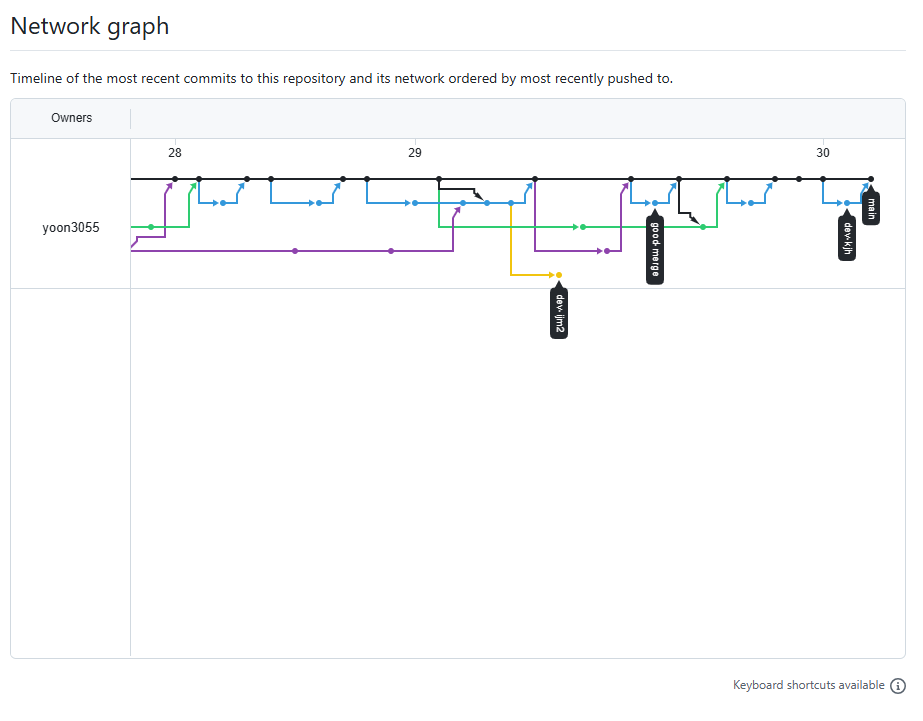 Network graph
Timeline of the most recent commits to this repository and its network ordered by most recently pushed to.
Owners
28
29
30
yoon3055
main
dev-kjh
good-merge
dev-ijm2
Keyboard shortcuts available